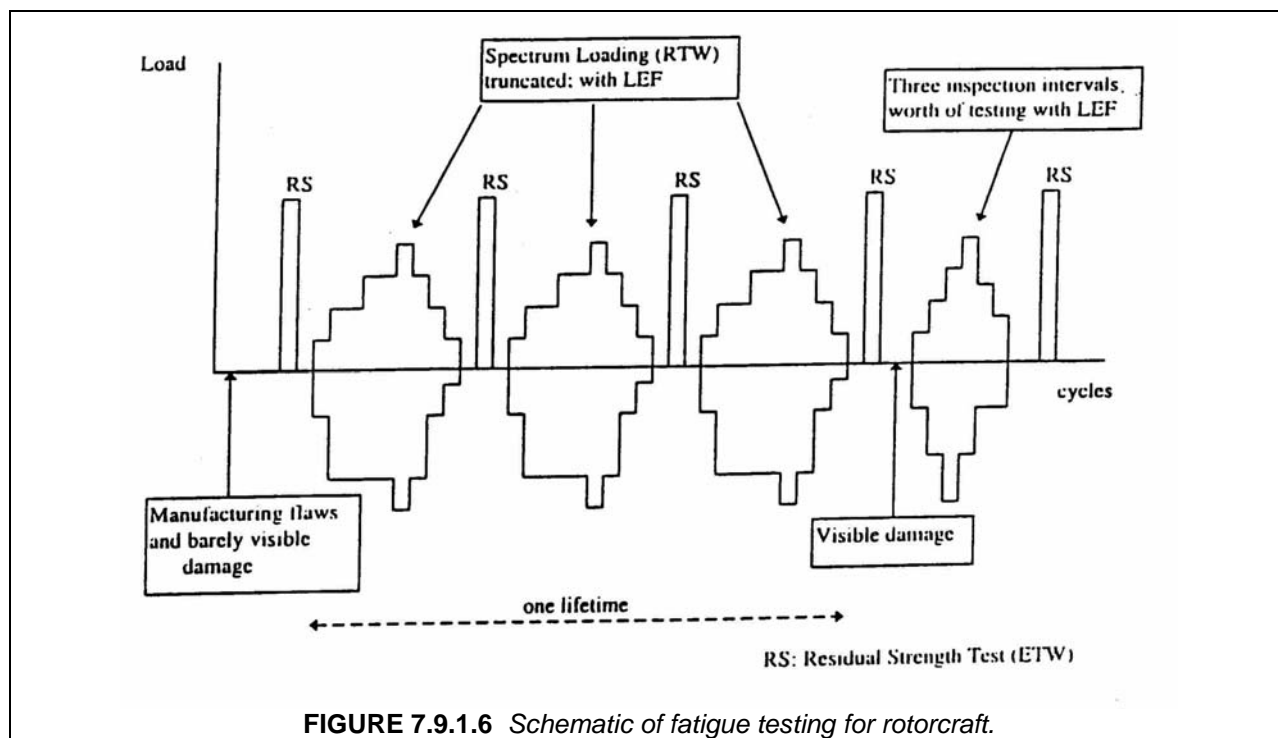 Load
Spectrum Loading (RTW)
truncated; with LEF
Three inspection intervals,
worth of testing with LEF
RS
RS
RS
RS
RS
cycles
Manufacturing flaws
and barely visible
damage
Visible damage
one lifetime
RS: Residual Strength Test (ETW)
FIGURE 7.9.1.6 Schematic of fatigue testing for rotorcraft.